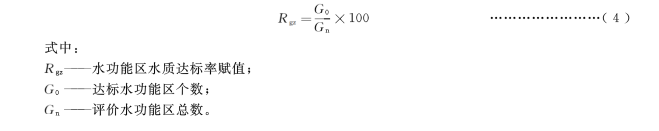 R_gz = G_0/G_n × 100 ……………………( 4 )
式中：
R_gz——水功能区水质达标率赋值；
G_0——达标水功能区个数；
G_n——评价水功能区总数。